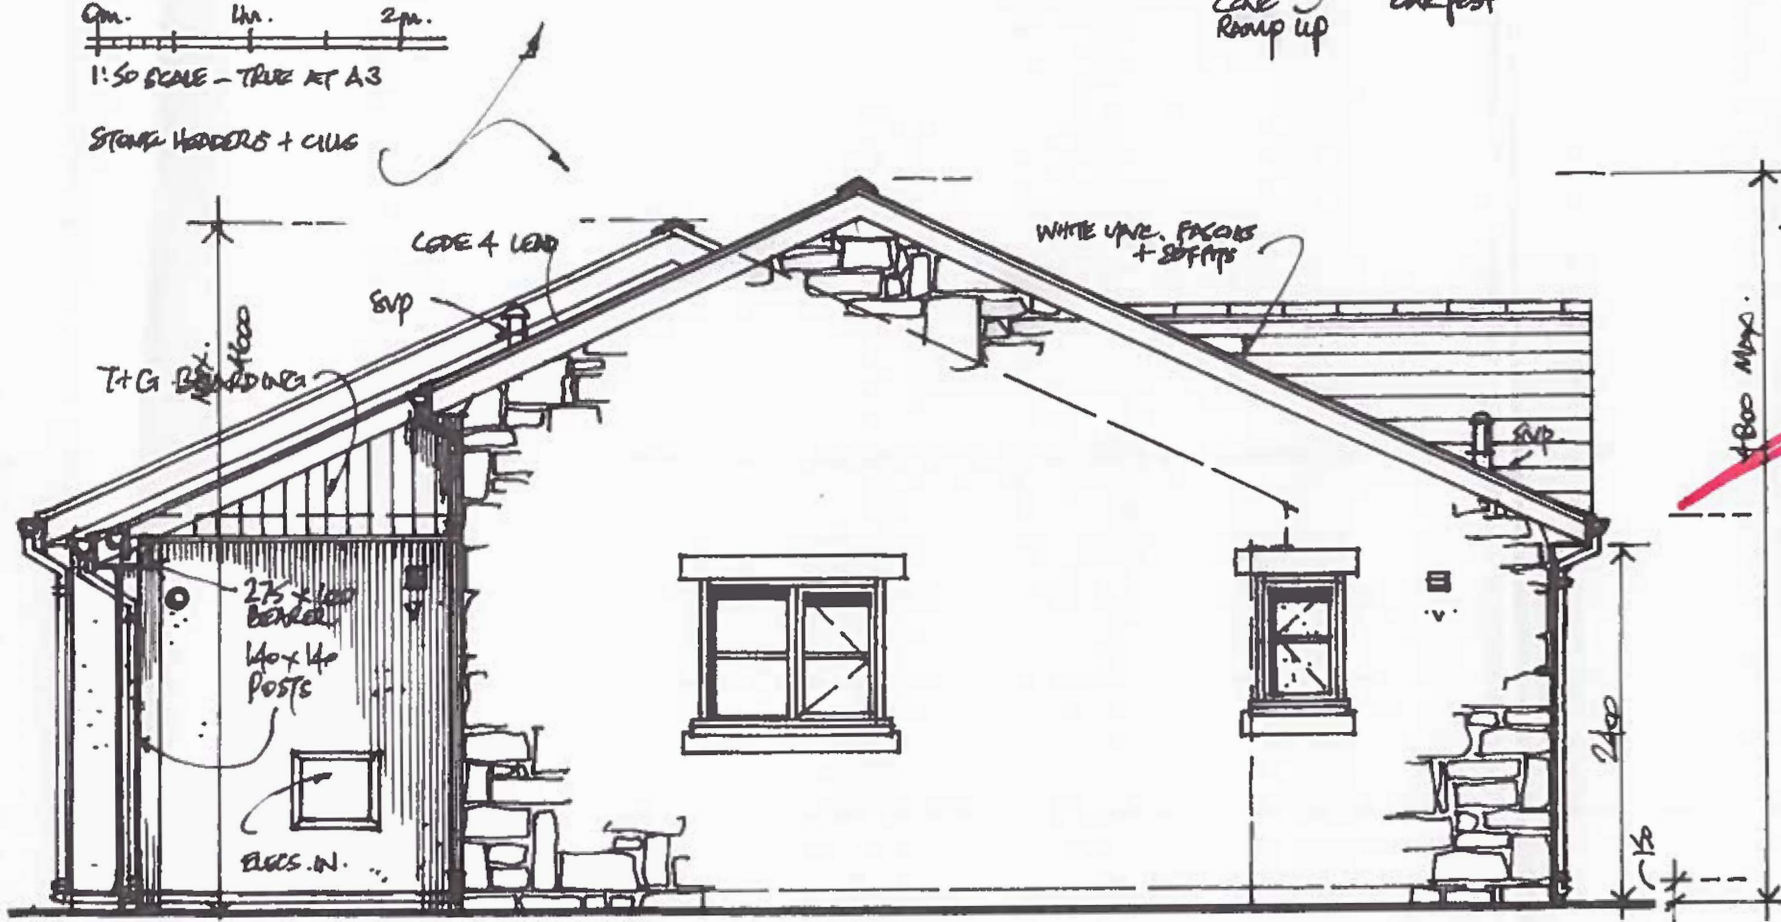 0m. 1m. 2m.
1:50 SCALE - TRUE AT A3
STONE HEADERS + CILLS
RAMP UP
CODE 4 LEAD
SVP
WHITE UPVC. FASCIAS
+ SOFFITS
4600
MAX.
T+G BOARDING
4800 MAX.
SVP.
275 x 100
BEARER
140 x 140
POSTS
ELECS. IN.
2400
150